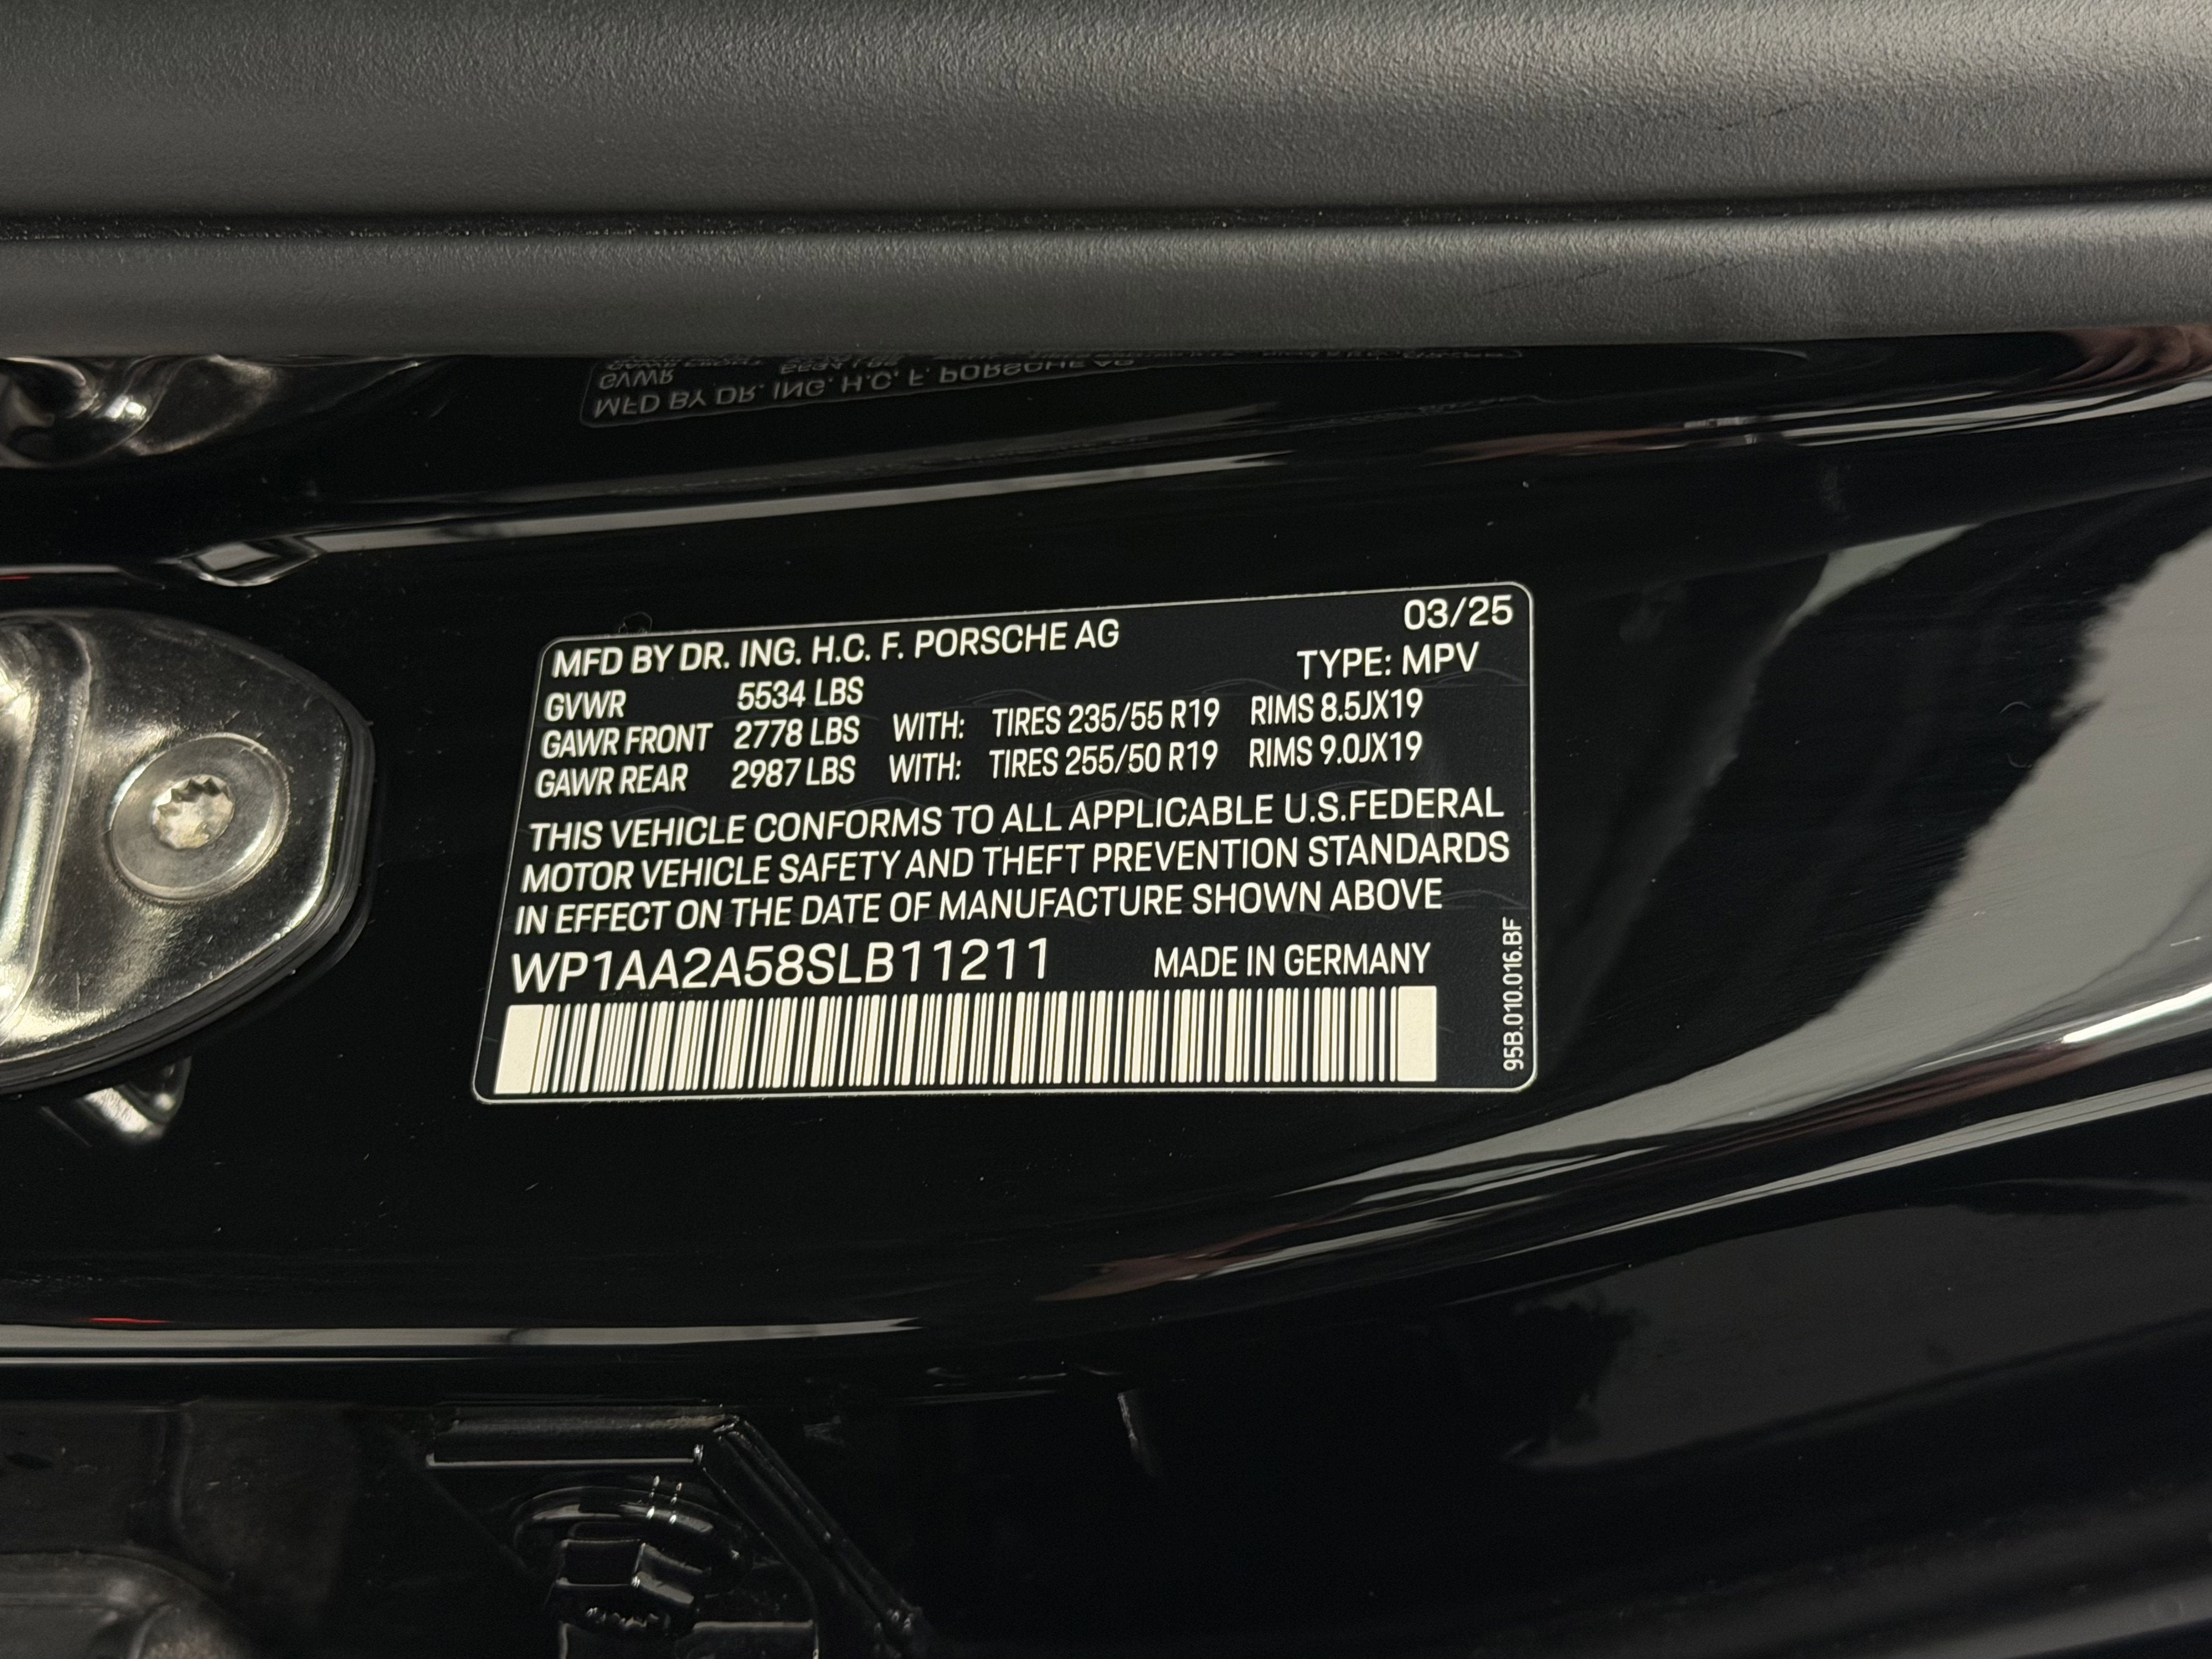 MFD BY DR. ING. H.C. F. PORSCHE AG 03/25
TYPE: MPV
GVWR 5534 LBS
GAWR FRONT 2778 LBS WITH: TIRES 235/55 R19 RIMS 8.5JX19
GAWR REAR 2987 LBS WITH: TIRES 255/50 R19 RIMS 9.0JX19
THIS VEHICLE CONFORMS TO ALL APPLICABLE U.S.FEDERAL
MOTOR VEHICLE SAFETY AND THEFT PREVENTION STANDARDS
IN EFFECT ON THE DATE OF MANUFACTURE SHOWN ABOVE
WP1AA2A58SLB11211 MADE IN GERMANY
95B.010.016.BF